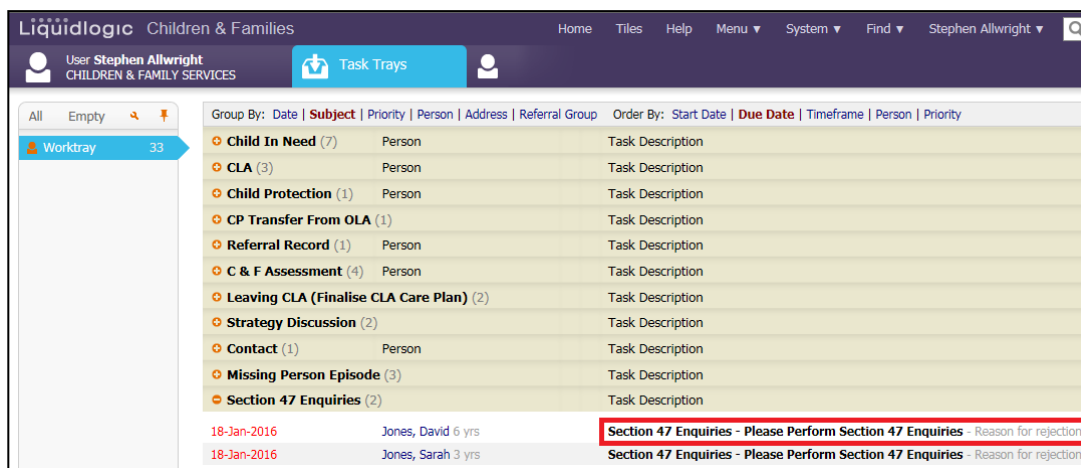 Liquidlogic Children & Families Home Tiles Help Menu ▼ System ▼ Find ▼ Stephen Allwright ▼
User Stephen Allwright
CHILDREN & FAMILY SERVICES
Task Trays
All Empty
Worktray 33
Group By: Date | Subject | Priority | Person | Address | Referral Group Order By: Start Date | Due Date | Timeframe | Person | Priority
Child In Need (7) Person Task Description
CLA (3) Person Task Description
Child Protection (1) Person Task Description
CP Transfer From OLA (1) Task Description
Referral Record (1) Person Task Description
C & F Assessment (4) Person Task Description
Leaving CLA (Finalise CLA Care Plan) (2) Task Description
Strategy Discussion (2) Task Description
Contact (1) Person Task Description
Missing Person Episode (3) Task Description
Section 47 Enquiries (2) Task Description
18-Jan-2016 Jones, David 6 yrs Section 47 Enquiries - Please Perform Section 47 Enquiries - Reason for rejection
18-Jan-2016 Jones, Sarah 3 yrs Section 47 Enquiries - Please Perform Section 47 Enquiries - Reason for rejection